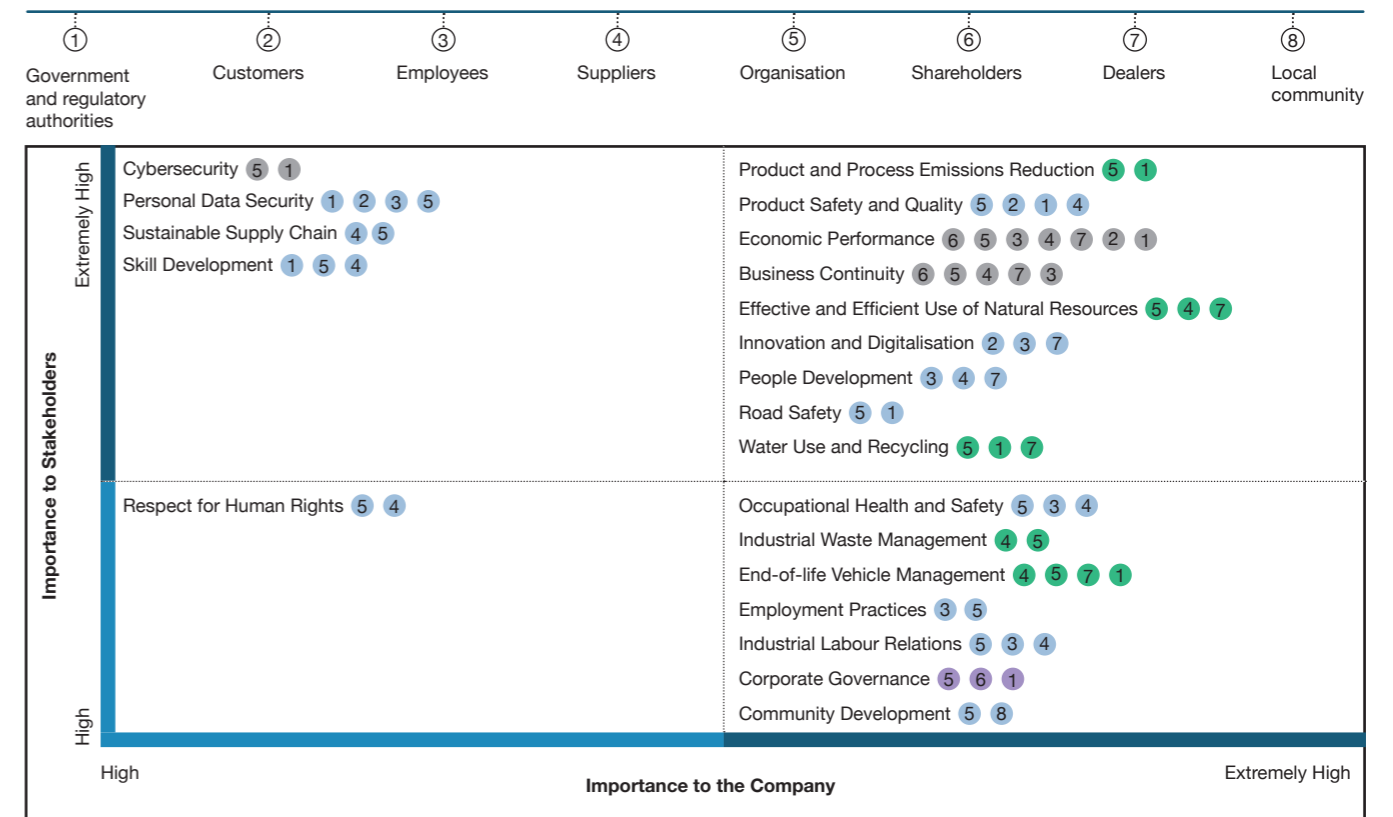 1 2 3 4 5 6 7 8
Government and regulatory authorities
Customers
Employees
Suppliers
Organisation
Shareholders
Dealers
Local community
Importance to Stakeholders
Extremely High
High
Cybersecurity 5 1
Personal Data Security 1 2 3 5
Sustainable Supply Chain 4 5
Skill Development 1 5 4
Product and Process Emissions Reduction 5 1
Product Safety and Quality 5 2 1 4
Economic Performance 6 5 3 4 7 2 1
Business Continuity 6 5 4 7 3
Effective and Efficient Use of Natural Resources 5 4 7
Innovation and Digitalisation 2 3 7
People Development 3 4 7
Road Safety 5 1
Water Use and Recycling 5 1 7
Respect for Human Rights 5 4
Occupational Health and Safety 5 3 4
Industrial Waste Management 4 5
End-of-life Vehicle Management 4 5 7 1
Employment Practices 3 5
Industrial Labour Relations 5 3 4
Corporate Governance 5 6 1
Community Development 5 8
High
Importance to the Company
Extremely High